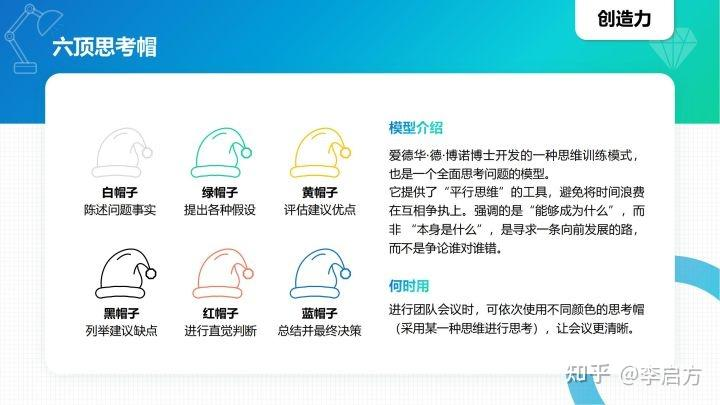 创造力
六顶思考帽
白帽子
陈述问题事实
绿帽子
提出各种假设
黄帽子
评估建议优点
黑帽子
列举建议缺点
红帽子
进行直觉判断
蓝帽子
总结并最终决策
模型介绍
爱德华·德·博诺博士开发的一种思维训练模式，
也是一个全面思考问题的模型。
它提供了“平行思维”的工具，避免将时间浪费
在互相争执上。强调的是“能够成为什么”，而
非 “本身是什么”，是寻求一条向前发展的路，
而不是争论谁对谁错。
何时用
进行团队会议时，可依次使用不同颜色的思考帽
（采用某一种思维进行思考），让会议更清晰。
知乎 @李启方